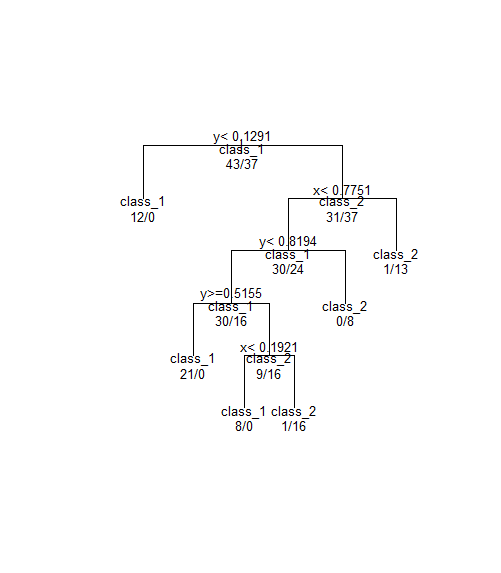 y< 0.1291
class_1
43/37
class_1
12/0
x< 0.7751
class_2
31/37
y< 0.8194
class_1
30/24
class_2
1/13
y>=0.5155
class_1
30/16
class_2
0/8
class_1
21/0
x< 0.1921
class_2
9/16
class_1
8/0
class_2
1/16